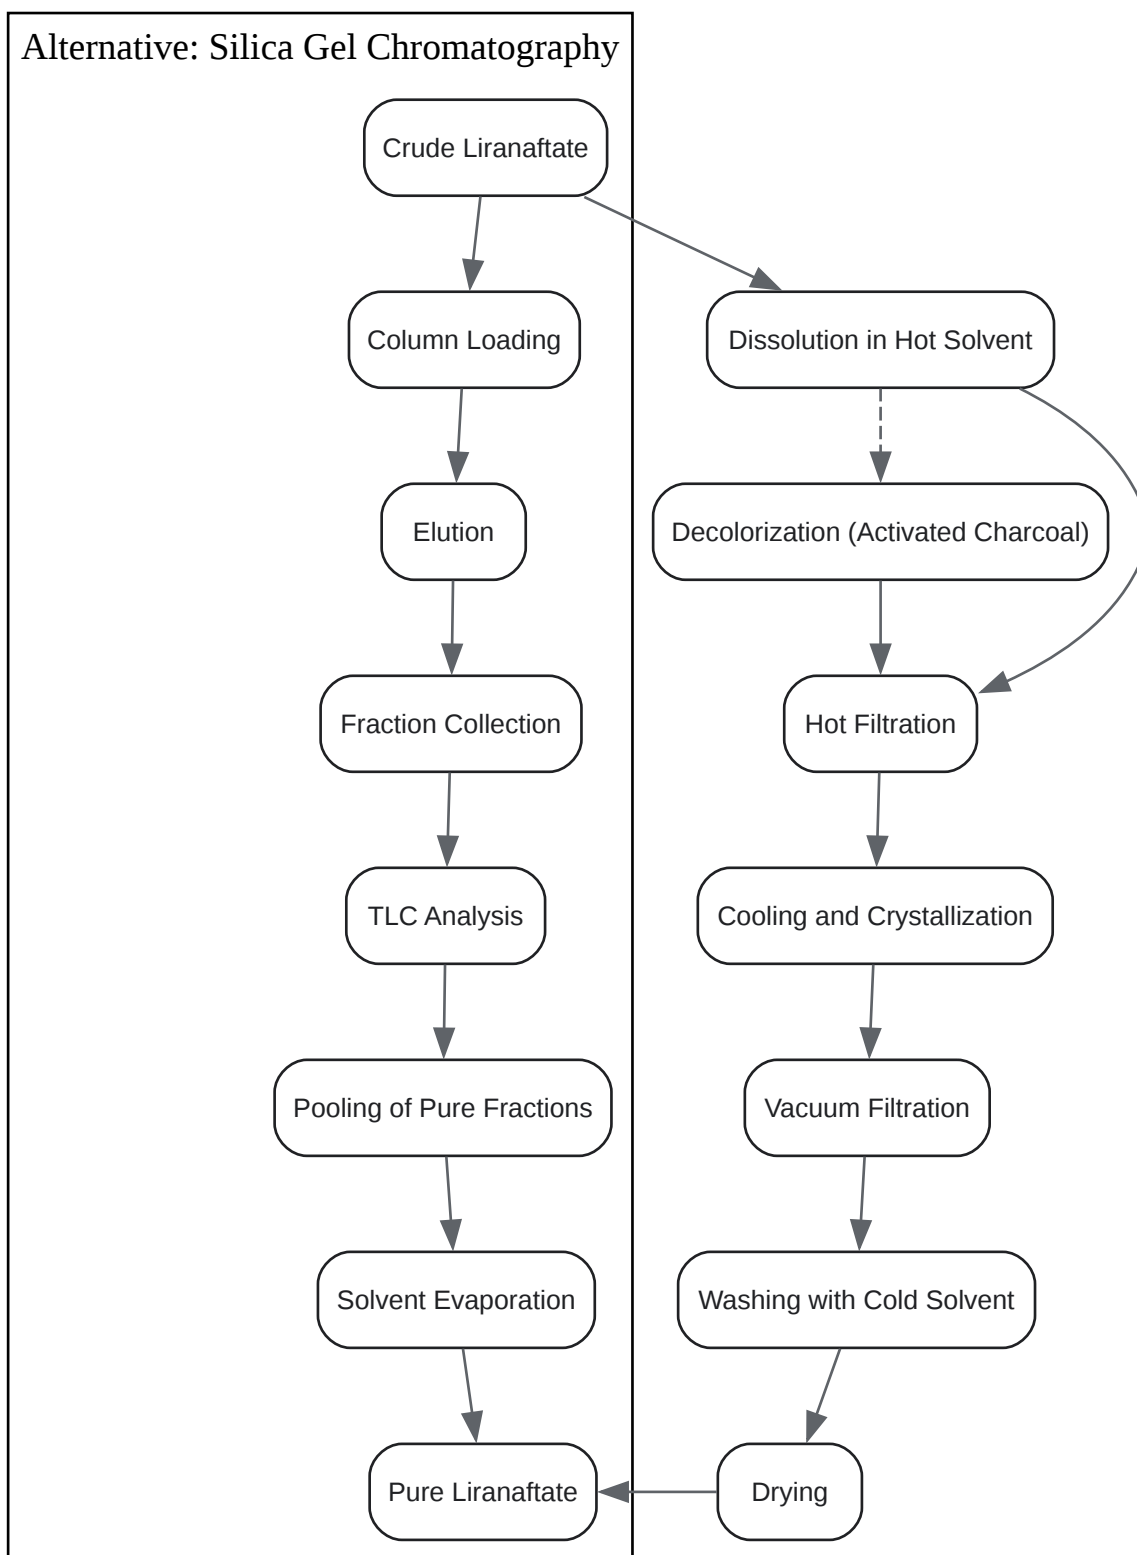 Alternative: Silica Gel Chromatography
Crude Liranaftate
Column Loading
Dissolution in Hot Solvent
Elution
Decolorization (Activated Charcoal)
Fraction Collection
Hot Filtration
TLC Analysis
Cooling and Crystallization
Pooling of Pure Fractions
Vacuum Filtration
Solvent Evaporation
Washing with Cold Solvent
Pure Liranaftate
Drying